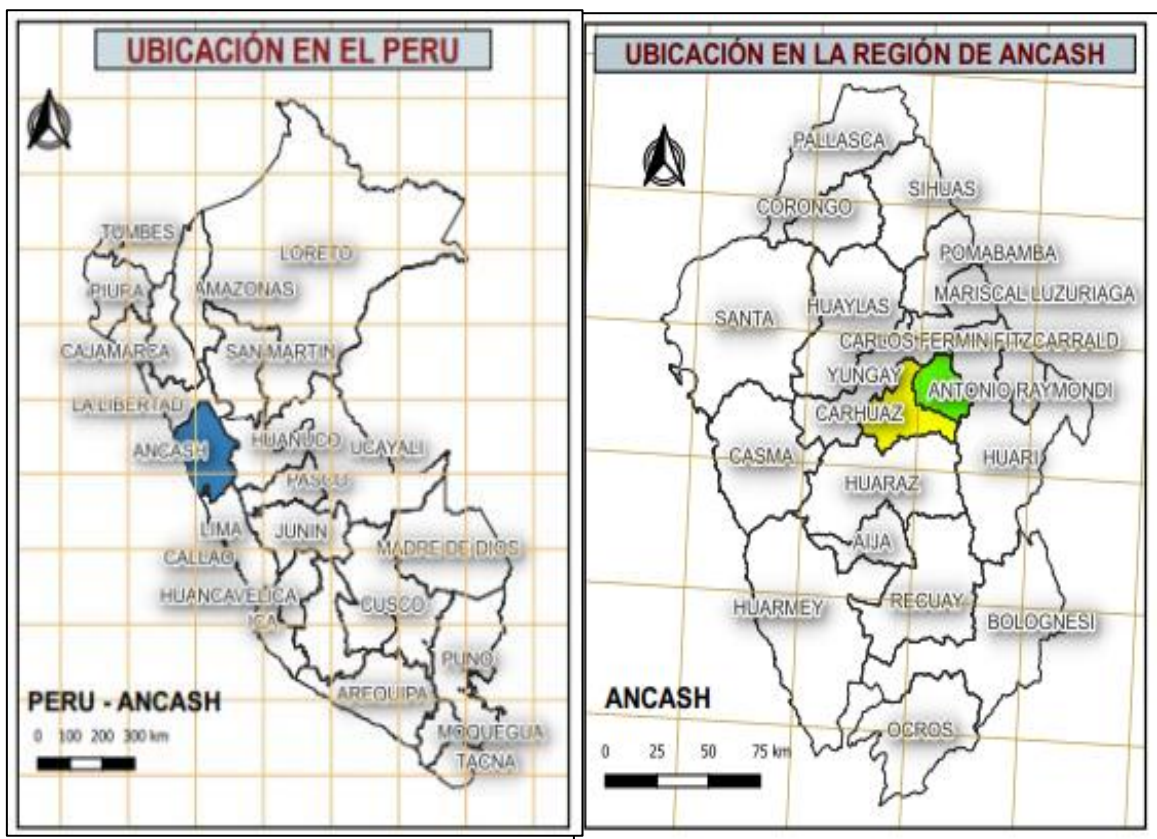 UBICACIÓN EN EL PERU
TUMBES
LORETO
PIURA
AMAZONAS
CAJAMARCA
SAN MARTIN
LA LIBERTAD
ANCASH
HUANUCO
UCAYALI
PASCO
LIMA
JUNIN
CALLAO
MADRE DE DIOS
HUANCAVELICA
CUSCO
ICA
PUNO
AREQUIPA
PERU - ANCASH
MOQUEGUA
TACNA
0 100 200 300 km
UBICACIÓN EN LA REGIÓN DE ANCASH
PALLASCA
SIHUAS
CORONGO
POMABAMBA
MARISCAL LUZURIAGA
HUAYLAS
SANTA
CARLOS FERMIN FITZCARRALD
YUNGAY
ANTONIO RAYMONDI
CARHUAZ
CASMA
HUARI
HUARAZ
AIJA
RECUAY
HUARMEY
BOLOGNESI
ANCASH
OCROS
0 25 50 75 km